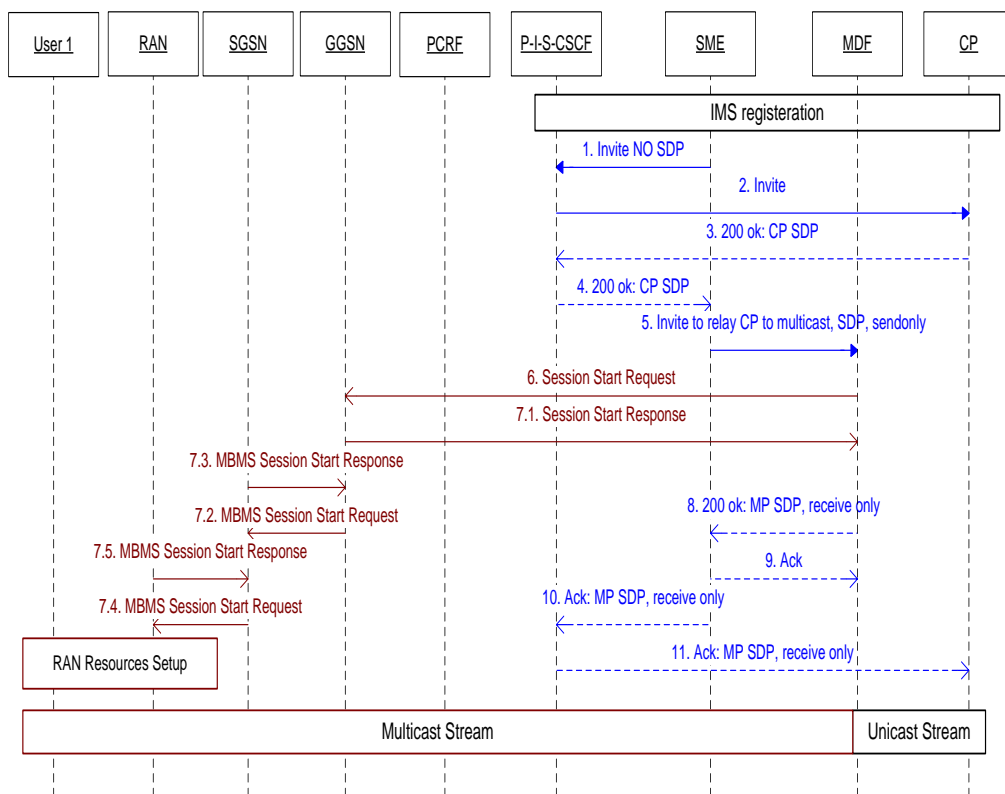 User 1
RAN
SGSN
GGSN
PCRF
P-I-S-CSCF
SME
MDF
CP
IMS registeration
1. Invite NO SDP
2. Invite
3. 200 ok: CP SDP
4. 200 ok: CP SDP
5. Invite to relay CP to multicast, SDP, sendonly
6. Session Start Request
7.1. Session Start Response
7.3. MBMS Session Start Response
7.2. MBMS Session Start Request
8. 200 ok: MP SDP, receive only
7.5. MBMS Session Start Response
9. Ack
7.4. MBMS Session Start Request
10. Ack: MP SDP, receive only
RAN Resources Setup
11. Ack: MP SDP, receive only
Multicast Stream
Unicast Stream